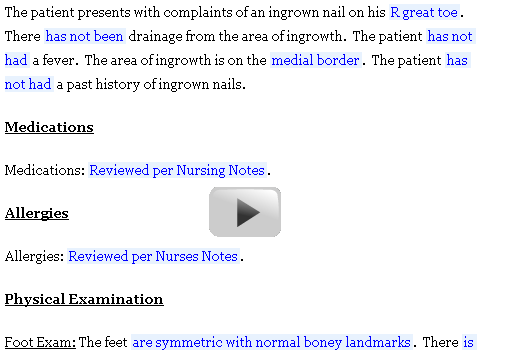 The patient presents with complaints of an ingrown nail on his R great toe.
There has not been drainage from the area of ingrowth. The patient has not
had a fever. The area of ingrowth is on the medial border. The patient has
not had a past history of ingrown nails.
Medications
Medications: Reviewed per Nursing Notes.
Allergies
Allergies: Reviewed per Nurses Notes.
Physical Examination
Foot Exam: The feet are symmetric with normal boney landmarks. There is